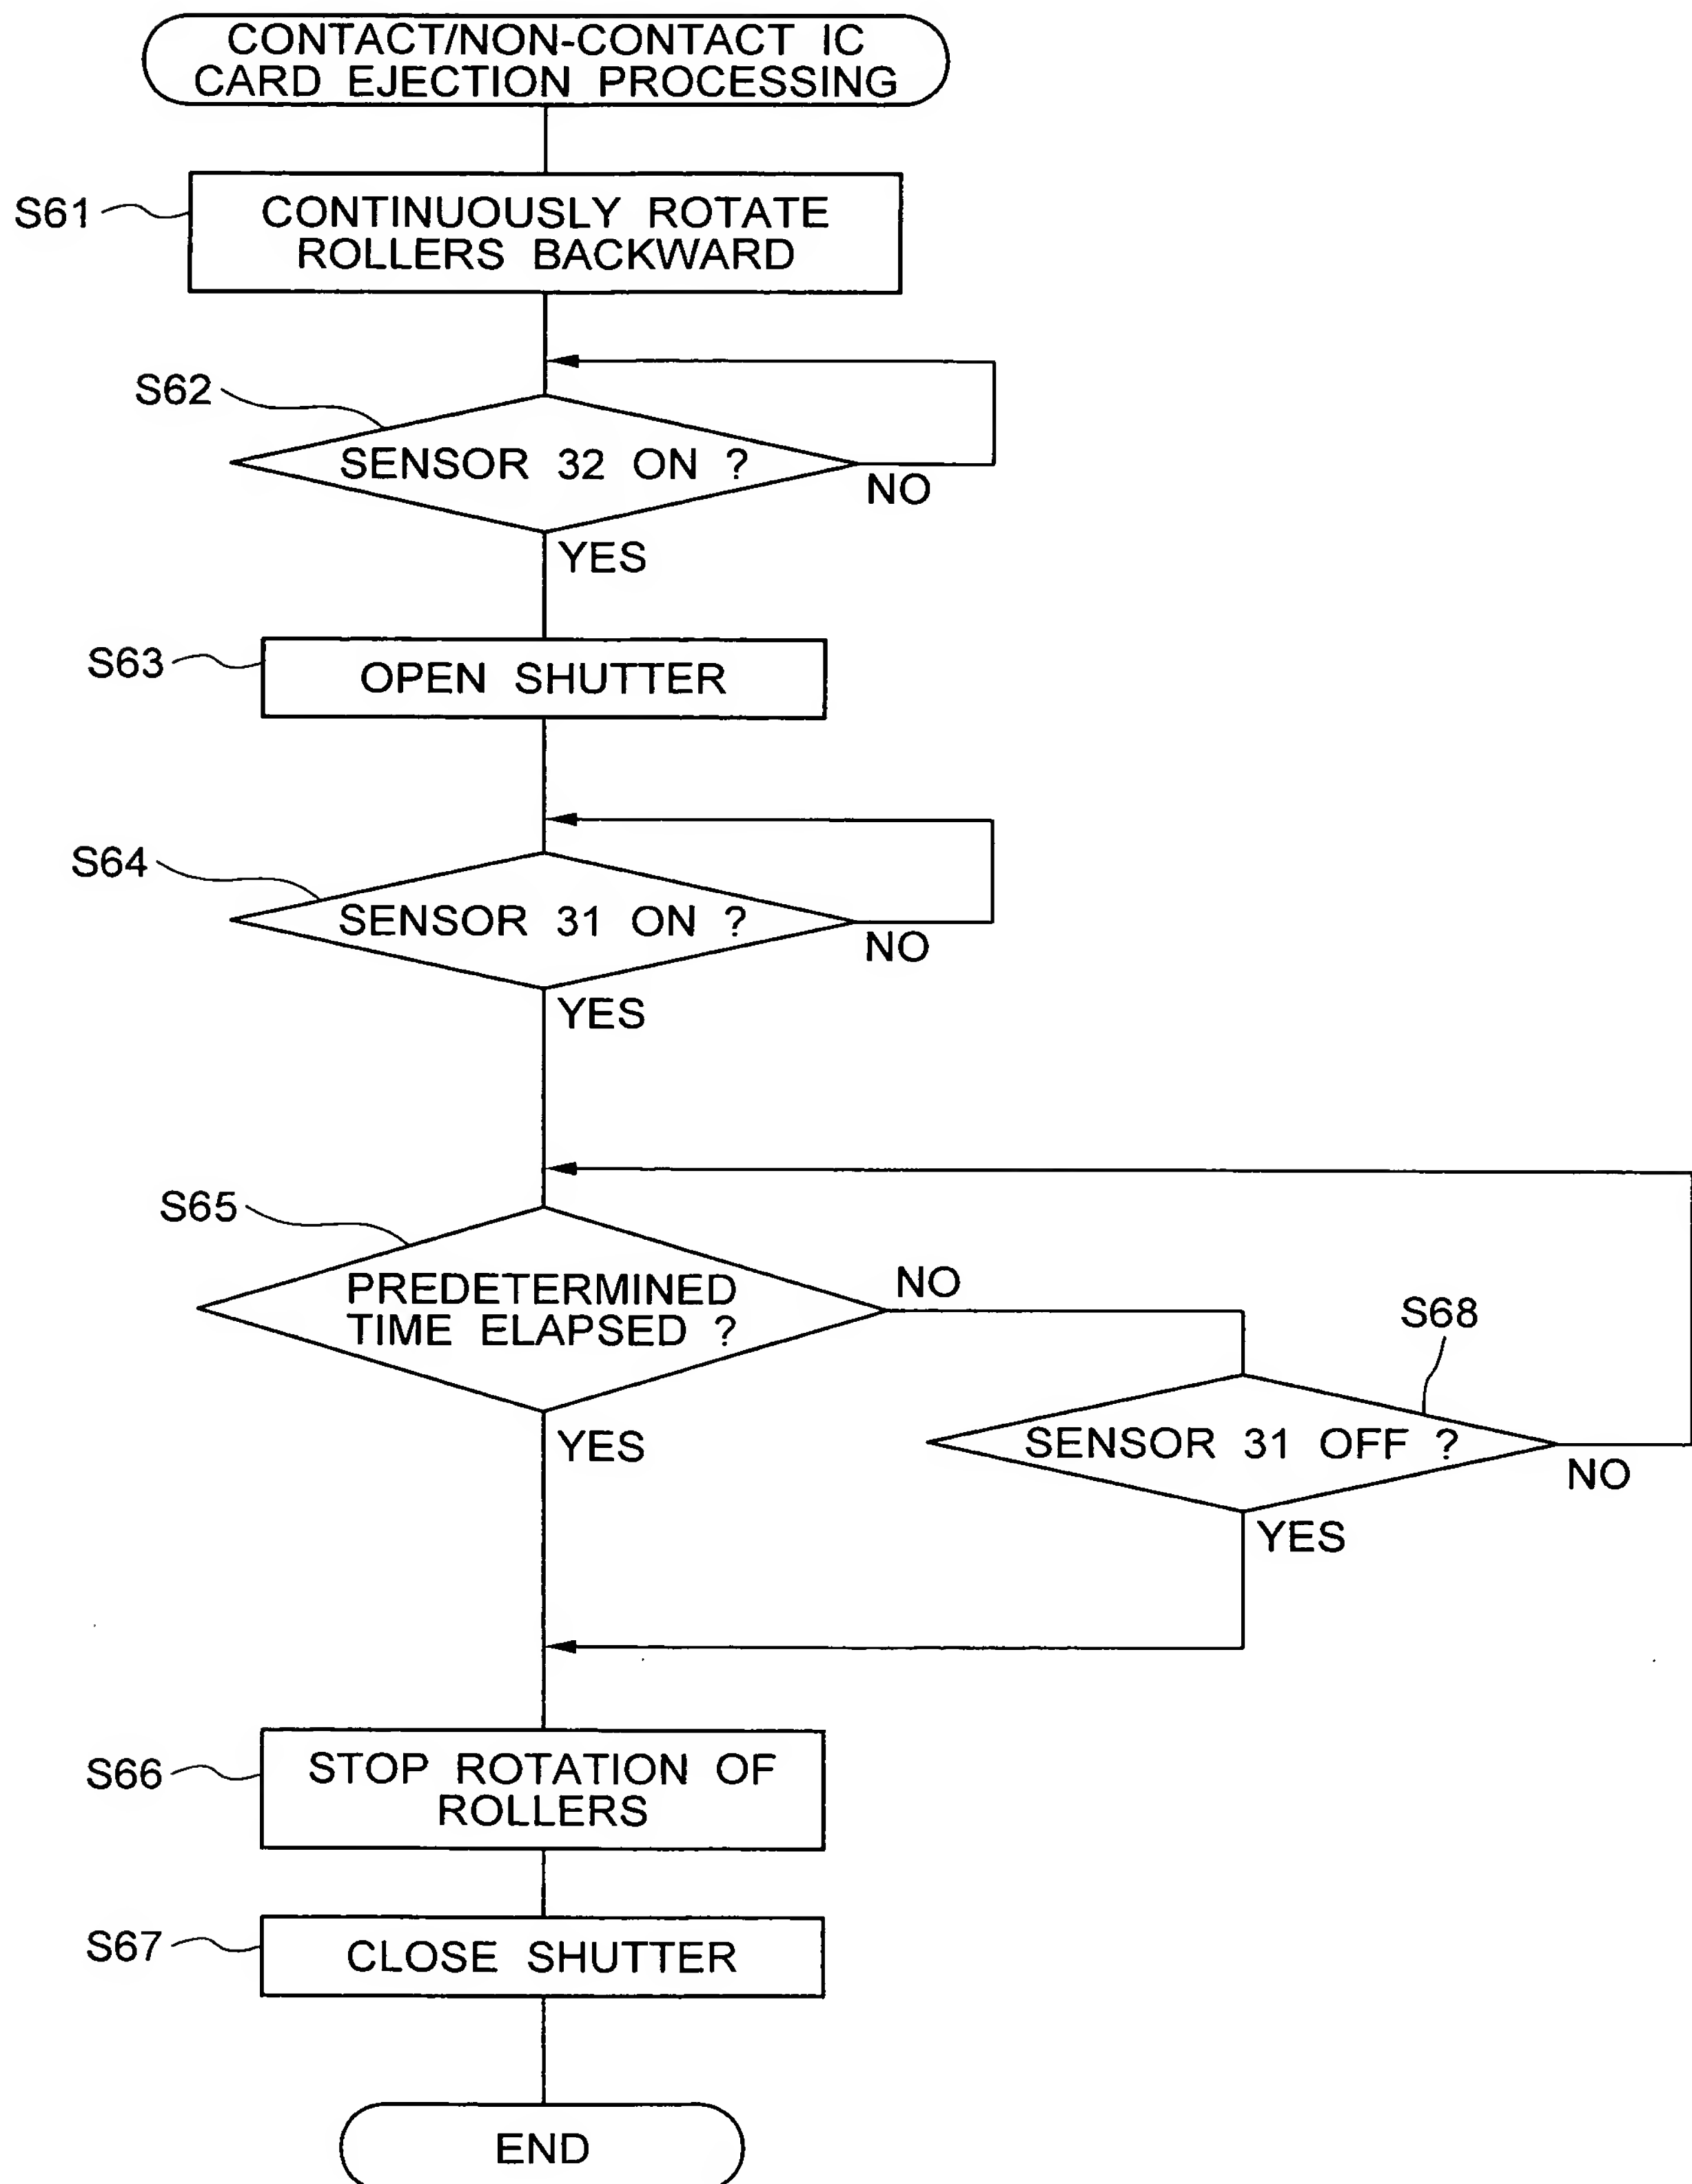 CONTACT/NON-CONTACT IC
CARD EJECTION PROCESSING
S61
CONTINUOUSLY ROTATE
ROLLERS BACKWARD
S62
SENSOR 32 ON ?
NO
YES
S63
OPEN SHUTTER
S64
SENSOR 31 ON ?
NO
YES
S65
PREDETERMINED
TIME ELAPSED ?
NO
YES
S68
SENSOR 31 OFF ?
NO
YES
S66
STOP ROTATION OF
ROLLERS
S67
CLOSE SHUTTER
END